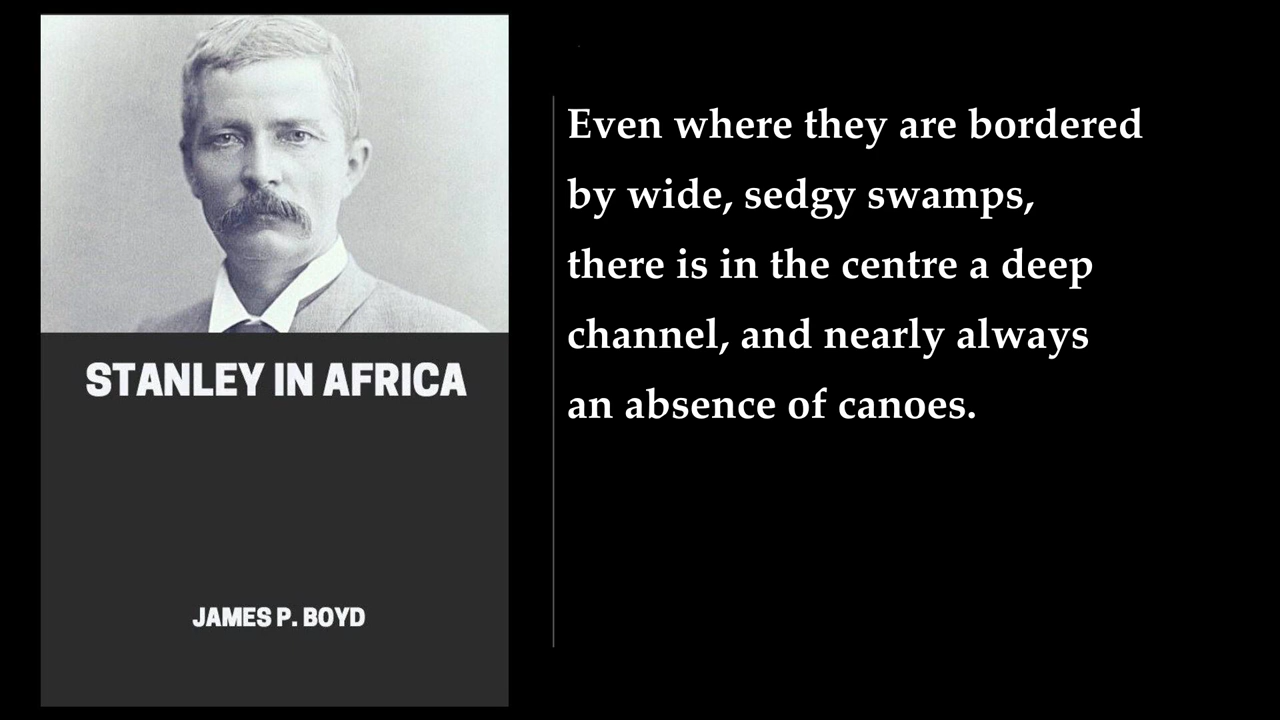 STANLEY IN AFRICA
JAMES P. BOYD
Even where they are bordered
by wide, sedgy swamps,
there is in the centre a deep
channel, and nearly always
an absence of canoes.